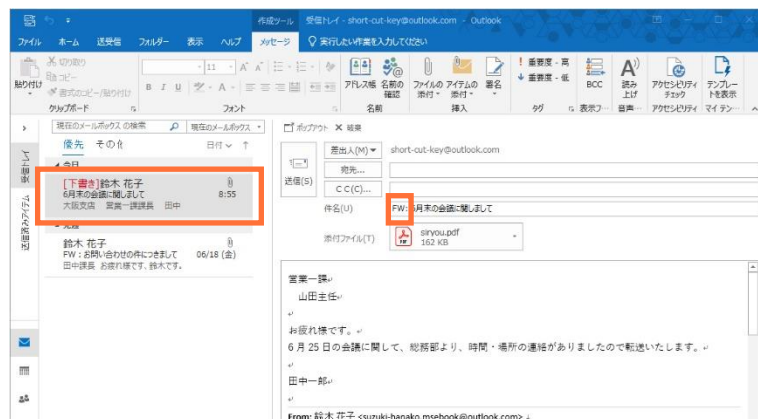 作成ツール 受信トレイ - short-cut-key@outlook.com - Outlook
ファイル ホーム 送受信 フォルダー 表示 ヘルプ メッセージ 実行したい作業を入力してください
切り取り
コピー
書式のコピー/貼り付け
貼り付け
クリップボード
11
B I U
フォント
アドレス帳 名前の確認
名前
ファイルの添付 アイテムの添付 署名
挿入
! 重要度 - 高
重要度 - 低
タグ
BCC
表示フ…
読み上げ
音声
アクセシビリティチェック
アクセシビリティ
テンプレートを表示
マイ テン…
現在のメールボックス の検索 現在のメールボックス
優先 その他 日付
今日
[下書き]鈴木 花子
6月末の会議に関しまして 8:55
大阪支店 営業一課課長 田中
鈴木 花子
FW:お問い合わせの件につきまして 06/18 (金)
田中課長 お疲れ様です、鈴木です。
受信トレイ
送信済みアイテム
ポップアウト × 破棄
送信(S)
差出人(M) short-cut-key@outlook.com
宛先...
C C(C)...
件名(U) FW: 6月末の会議に関しまして
添付ファイル(T) siryou.pdf
162 KB
営業一課
山田主任
お疲れ様です。
6月25日の会議に関して、総務部より、時間・場所の連絡がありましたので転送いたします。
田中一郎
From: 鈴木 花子 <suzuki-hanako.msebook@outlook.com>